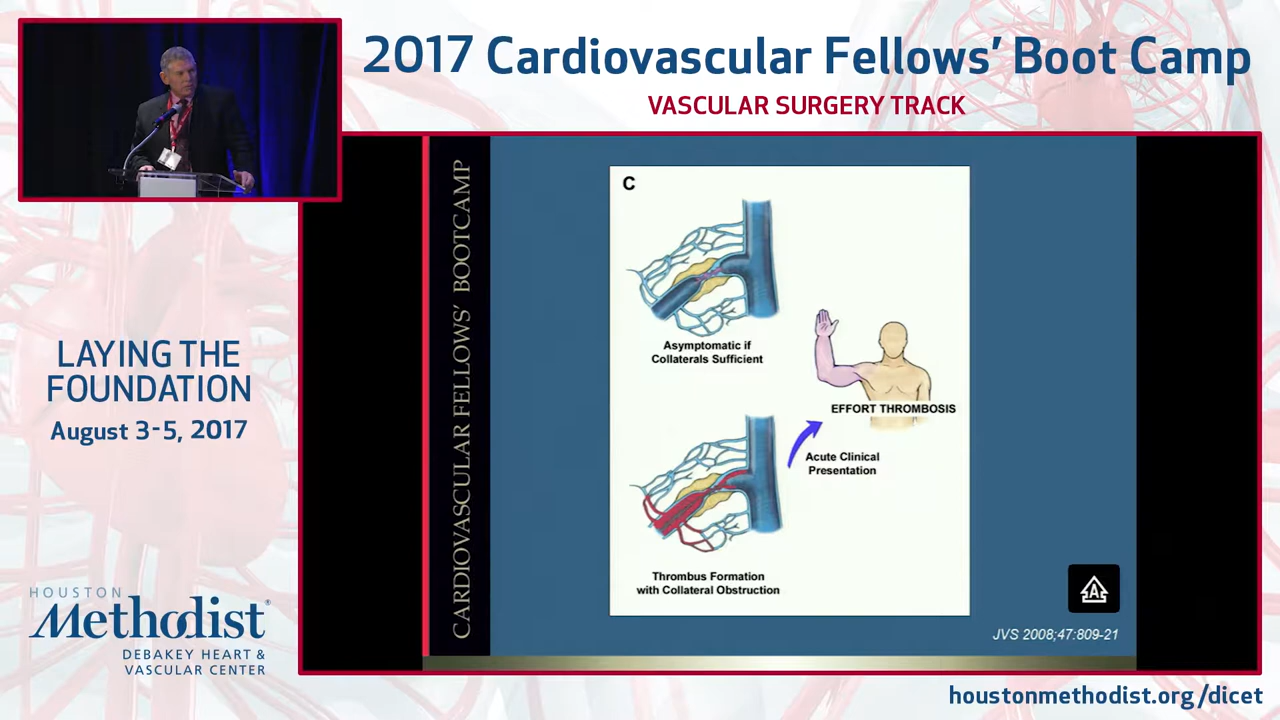 2017 Cardiovascular Fellows' Boot Camp
VASCULAR SURGERY TRACK
LAYING THE
FOUNDATION
August 3-5, 2017
HOUSTON
Methodist®
DEBAKEY HEART &
VASCULAR CENTER
CARDIOVASCULAR FELLOWS' BOOTCAMP
C
Asymptomatic if
Collaterals Sufficient
EFFORT THROMBOSIS
Acute Clinical
Presentation
Thrombus Formation
with Collateral Obstruction
A
JVS 2008;47:809-21
houstonmethodist.org/dicet